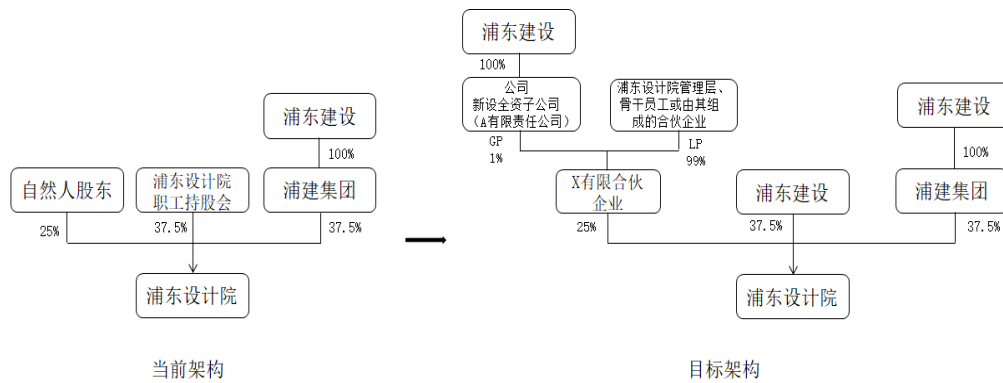 浦东建设
100%
浦建集团
自然人股东
浦东设计院
职工持股会
25%
37.5%
37.5%
浦东设计院
当前架构
浦东建设
100%
公司
新设全资子公司
（A有限责任公司）
浦东设计院管理层、
骨干员工或由其组
成的合伙企业
GP
1%
LP
99%
X有限合伙
企业
浦东建设
浦东建设
100%
浦建集团
25%
37.5%
37.5%
浦东设计院
目标架构